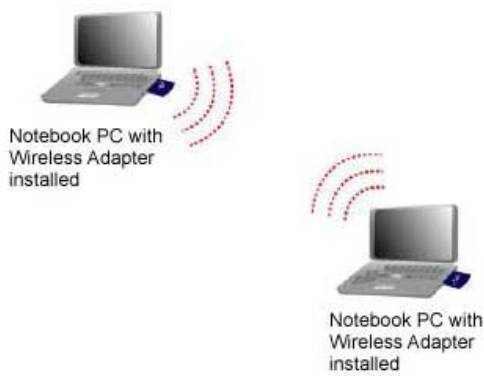 Notebook PC with
Wireless Adapter
installed
Notebook PC with
Wireless Adapter
installed